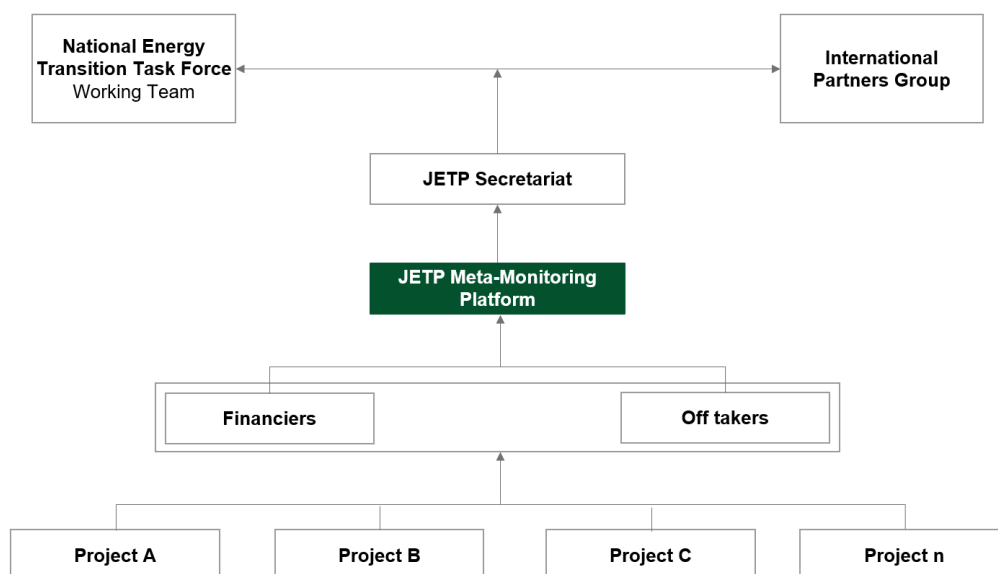 National Energy
Transition Task Force
Working Team
International
Partners Group
JETP Secretariat
JETP Meta-Monitoring
Platform
Financiers
Off takers
Project A
Project B
Project C
Project n